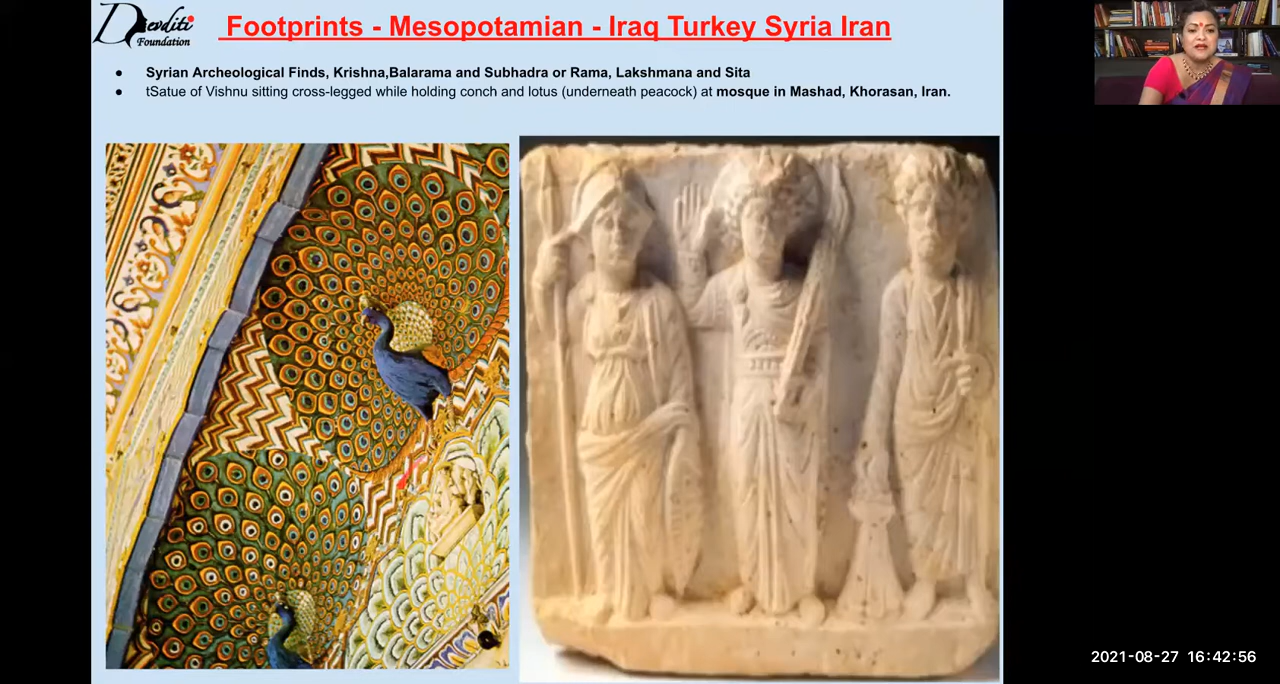 Devditi
Foundation
Footprints - Mesopotamian - Iraq Turkey Syria Iran
● Syrian Archeological Finds, Krishna,Balarama and Subhadra or Rama, Lakshmana and Sita
● tSatue of Vishnu sitting cross-legged while holding conch and lotus (underneath peacock) at mosque in Mashad, Khorasan, Iran.
2021-08-27 16:42:56